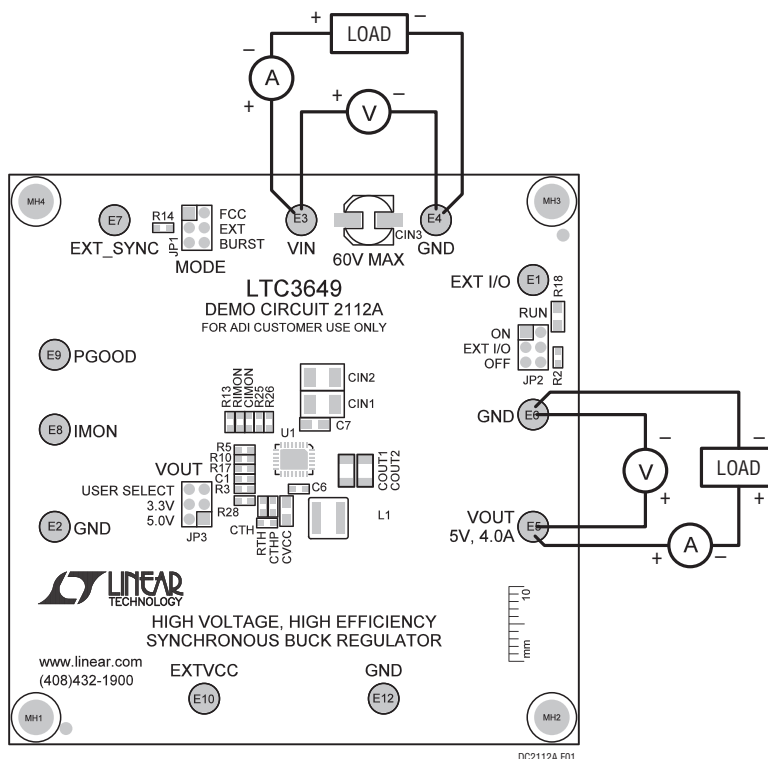 + LOAD −
− A +
+ V −
MH4
MH3
E7
EXT_SYNC
R14
JP1
FCC
EXT
BURST
MODE
E3
VIN
CIN3
60V MAX
E4
GND
LTC3649
DEMO CIRCUIT 2112A
FOR ADI CUSTOMER USE ONLY
EXT I/O
E1
R18
RUN
ON
EXT I/O
OFF
JP2
R2
E9 PGOOD
E8 IMON
E2 GND
R13
RIMON
CIMON
R25
R26
CIN2
CIN1
C7
U1
R5
R10
R17
C1
R3
R28
COUT1
COUT2
C6
L1
CTH
RTH
CTHP
CVCC
VOUT
USER SELECT
3.3V
5.0V
JP3
GND E6
− V +
− LOAD +
VOUT E5
5V, 4.0A
+ A −
LINEAR
TECHNOLOGY
HIGH VOLTAGE, HIGH EFFICIENCY
SYNCHRONOUS BUCK REGULATOR
10
mm
www.linear.com
(408)432-1900
EXTVCC
E10
GND
E12
MH1
MH2
DC2112A F01